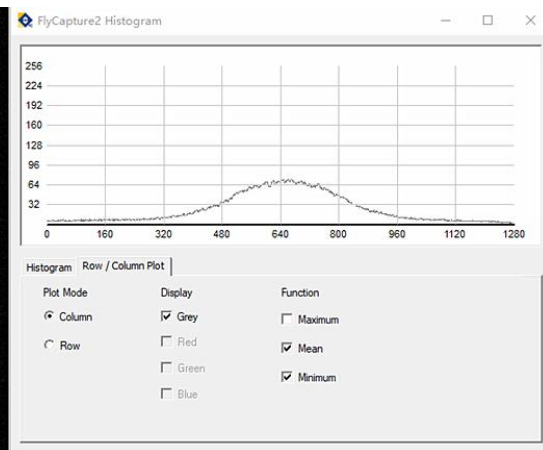 FlyCapture2 Histogram
256
224
192
160
128
96
64
32
0 160 320 480 640 800 960 1120 1280
Histogram Row / Column Plot
Plot Mode Display Function
Column Grey Maximum
Row Red Mean
Green Minimum
Blue